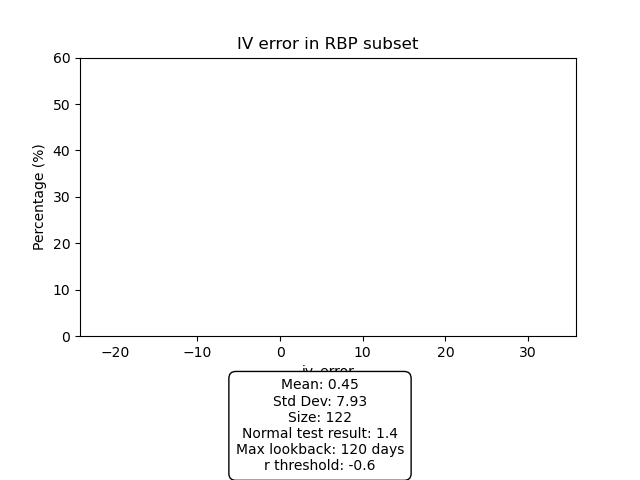 IV error in RBP subset
Percentage (%)
60
50
40
30
20
10
0
−20
−10
0
10
20
30
iv_error
Mean: 0.45
Std Dev: 7.93
Size: 122
Normal test result: 1.4
Max lookback: 120 days
r threshold: -0.6